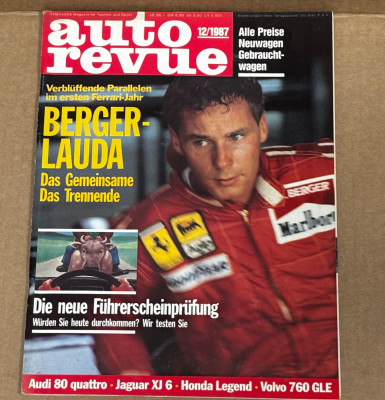 auto
revue
12/1987
Alle Preise
Neuwagen
Gebraucht-
wagen
Verblüffende Parallelen
im ersten Ferrari-Jahr
BERGER-
LAUDA
Das Gemeinsame
Das Trennende
BERGER
Marlboro
Ferrari
GOODYEAR
Die neue Führerscheinprüfung
Würden Sie heute durchkommen? Wir testen Sie
Audi 80 quattro · Jaguar XJ 6 · Honda Legend · Volvo 760 GLE